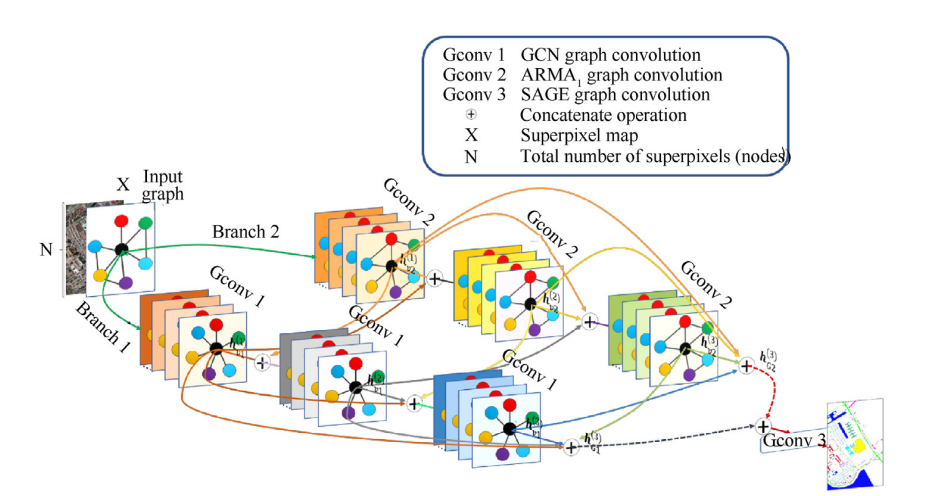 Gconv 1 GCN graph convolution
Gconv 2 ARMA1 graph convolution
Gconv 3 SAGE graph convolution
⊕ Concatenate operation
X Superpixel map
N Total number of superpixels (nodes)
X
Input
graph
N
Branch 2
Branch 1
Gconv 2
Gconv 2
Gconv 2
Gconv 1
Gconv 1
Gconv 1
Gconv 3